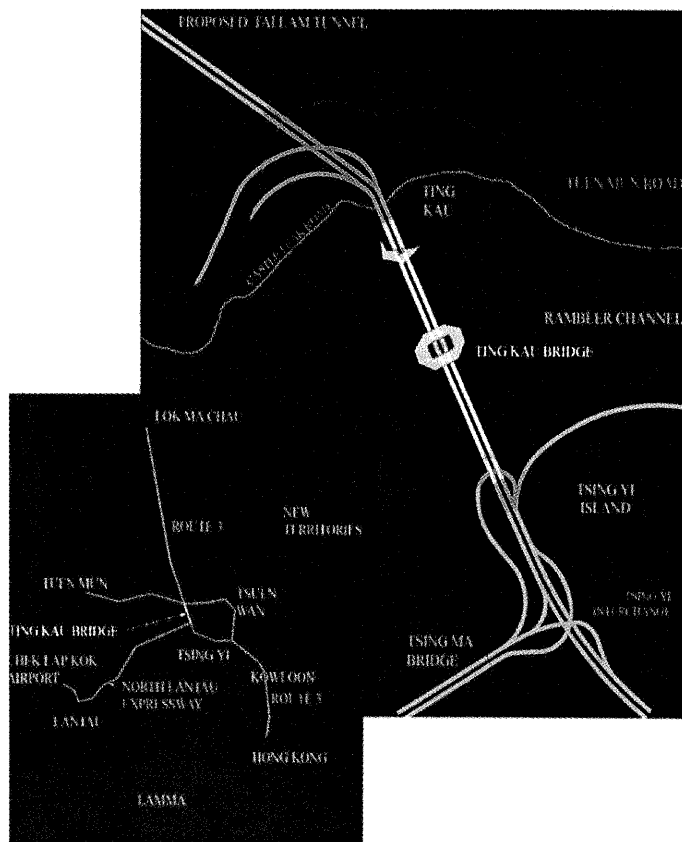 PROPOSED TAI LAM TUNNEL
TING
KAU
TUEN MUN ROAD
CASTLE PEAK ROAD
RAMBLER CHANNEL
TING KAU BRIDGE
TSING YI
ISLAND
TSING YI
INTERCHANGE
TSING MA
BRIDGE
LOK MA CHAU
ROUTE 3
NEW
TERRITORIES
TUEN MUN
TSUEN
WAN
TING KAU BRIDGE
TSING YI
CHEK LAP KOK
AIRPORT
NORTH LANTAU
EXPRESSWAY
KOWLOON
ROUTE 3
LANTAU
HONG KONG
LAMMA